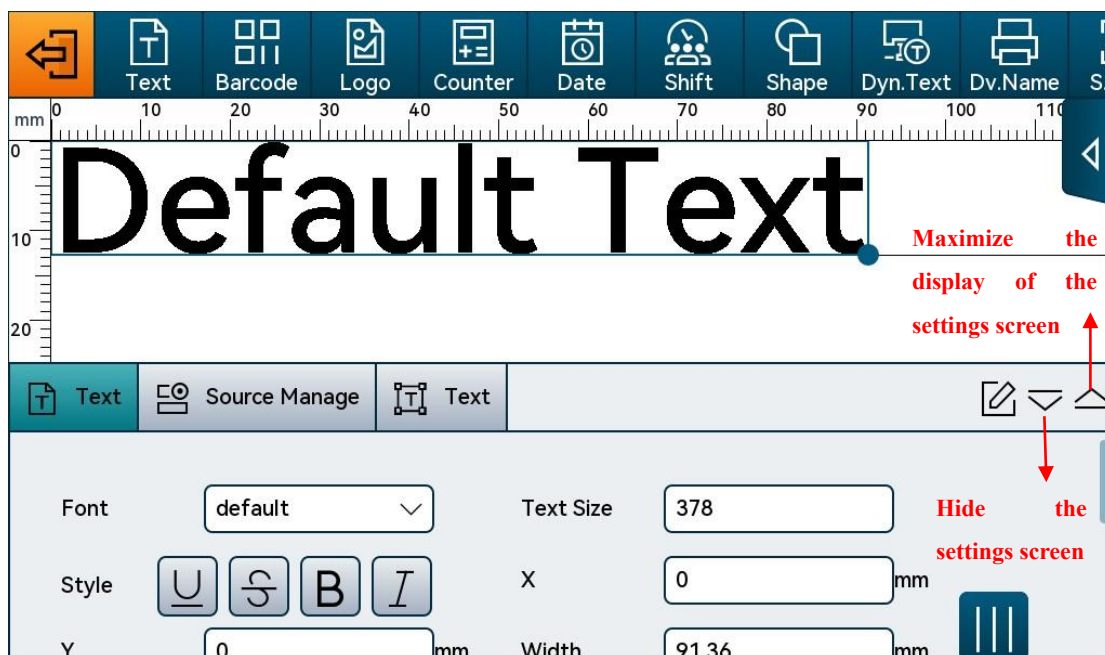 Text Barcode Logo Counter Date Shift Shape Dyn.Text Dv.Name S.
mm 0 10 20 30 40 50 60 70 80 90 100 110
0
Default Text
10
Maximize the
display of the
settings screen
20
Text Source Manage Text
Font default Text Size 378
Hide the
settings screen
Style U S B I X 0 mm
Y 0 mm Width 91.36 mm